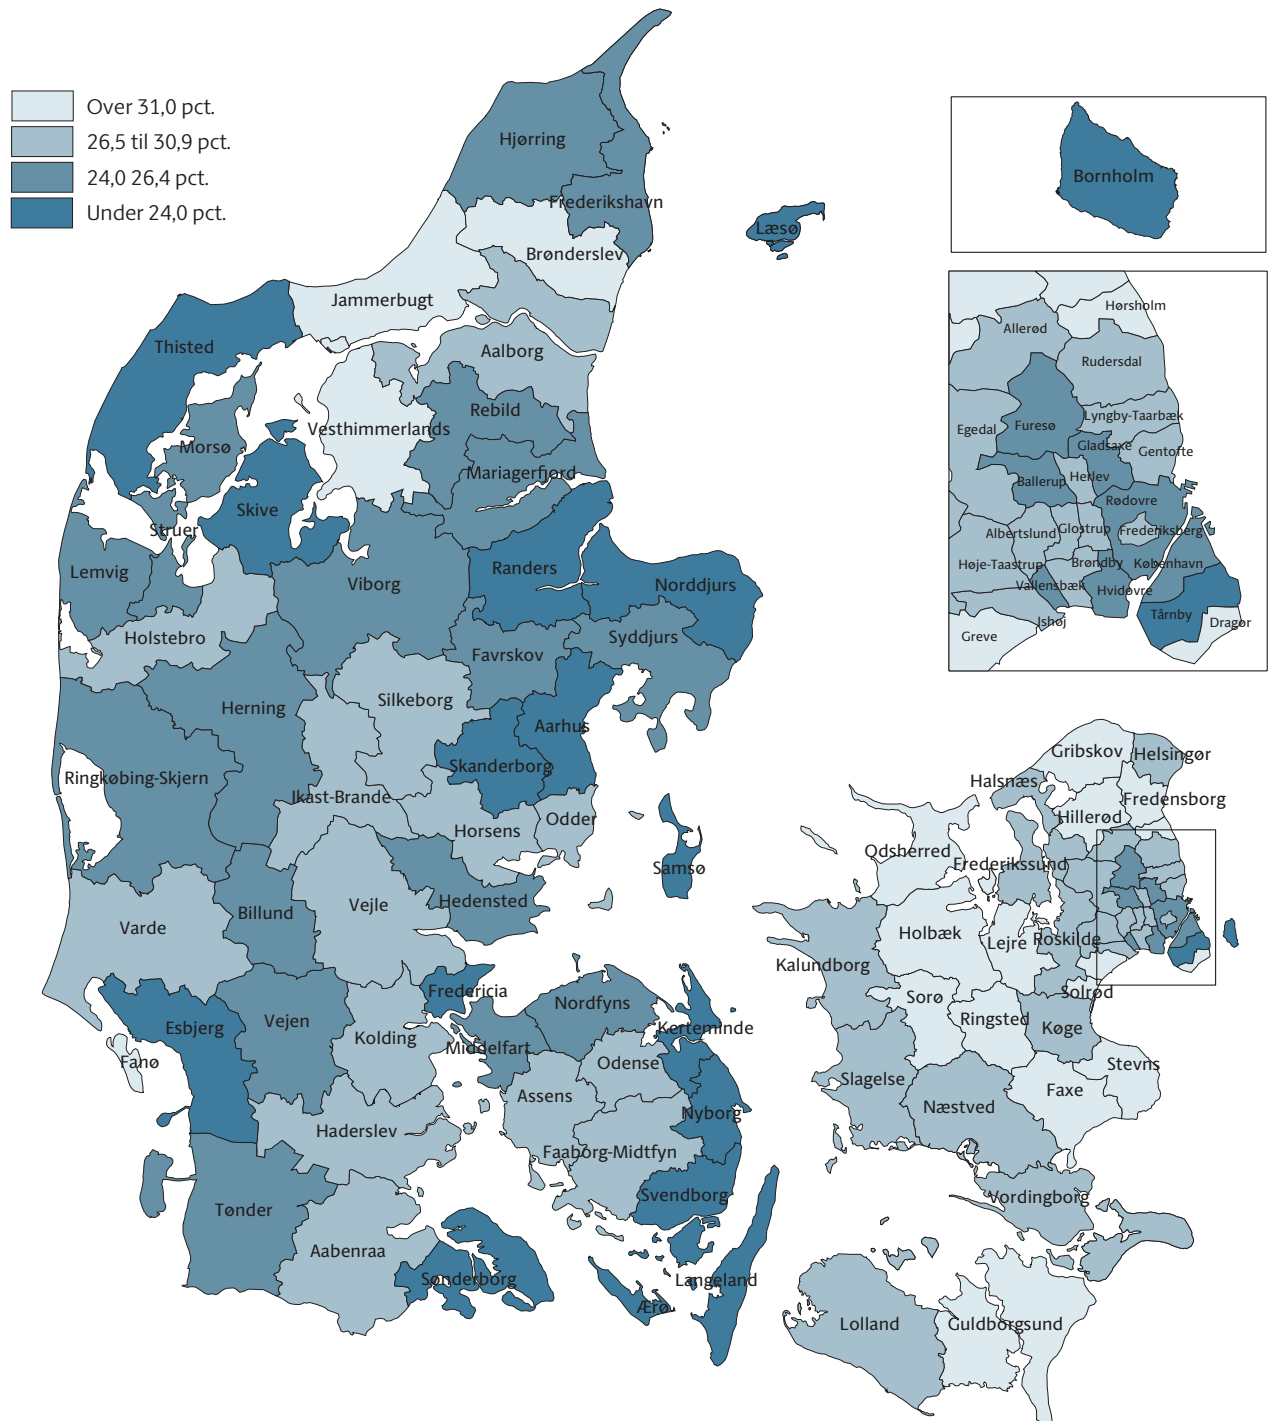 Over 31,0 pct.
26,5 til 30,9 pct.
24,0 26,4 pct.
Under 24,0 pct.
Hjørring
Frederikshavn
Læsø
Brønderslev
Jammerbugt
Thisted
Aalborg
Rebild
Vesthimmerlands
Morsø
Mariagerfjord
Skive
Struer
Lemvig
Viborg
Randers
Norddjurs
Holstebro
Syddjurs
Favrskov
Silkeborg
Herning
Aarhus
Skanderborg
Ringkøbing-Skjern
Ikast-Brande
Odder
Horsens
Samsø
Hedensted
Vejle
Billund
Varde
Fredericia
Nordfyns
Vejen
Esbjerg
Kolding
Kerteminde
Middelfart
Fanø
Odense
Assens
Nyborg
Haderslev
Faaborg-Midtfyn
Svendborg
Tønder
Aabenraa
Sønderborg
Langeland
Ærø
Bornholm
Hørsholm
Allerød
Rudersdal
Lyngby-Taarbæk
Egedal
Furesø
Gladsaxe
Gentofte
Ballerup
Herlev
Rødovre
Albertslund
Glostrup
Frederiksberg
Høje-Taastrup
Brøndby
København
Vallensbæk
Hvidovre
Ishøj
Tårnby
Dragør
Greve
Gribskov
Helsingør
Halsnæs
Fredensborg
Hillerød
Odsherred
Frederikssund
Holbæk
Lejre
Roskilde
Kalundborg
Solrød
Sorø
Ringsted
Køge
Stevns
Slagelse
Faxe
Næstved
Vordingborg
Lolland
Guldborgsund